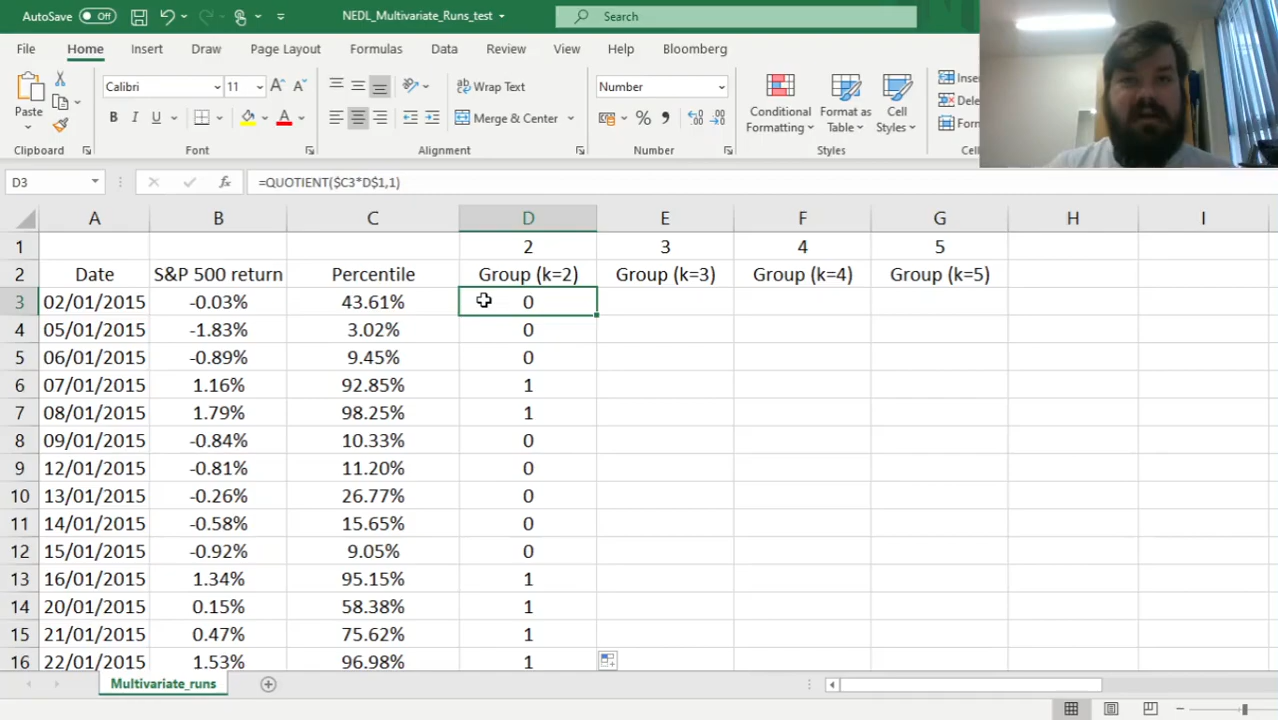 AutoSave Off NEDL_Multivariate_Runs_test Search
File Home Insert Draw Page Layout Formulas Data Review View Help Bloomberg
Calibri 11 Wrap Text Number Inse
Paste B I U A Merge & Center % Conditional Formatting Format as Table Cell Styles Dele
Form
Clipboard Font Alignment Number Styles Cel
D3 fx =QUOTIENT($C3*D$1,1)
A B C D E F G H I
1 2 3 4 5
2 Date S&P 500 return Percentile Group (k=2) Group (k=3) Group (k=4) Group (k=5)
3 02/01/2015 -0.03% 43.61% 0
4 05/01/2015 -1.83% 3.02% 0
5 06/01/2015 -0.89% 9.45% 0
6 07/01/2015 1.16% 92.85% 1
7 08/01/2015 1.79% 98.25% 1
8 09/01/2015 -0.84% 10.33% 0
9 12/01/2015 -0.81% 11.20% 0
10 13/01/2015 -0.26% 26.77% 0
11 14/01/2015 -0.58% 15.65% 0
12 15/01/2015 -0.92% 9.05% 0
13 16/01/2015 1.34% 95.15% 1
14 20/01/2015 0.15% 58.38% 1
15 21/01/2015 0.47% 75.62% 1
16 22/01/2015 1.53% 96.98% 1
Multivariate_runs